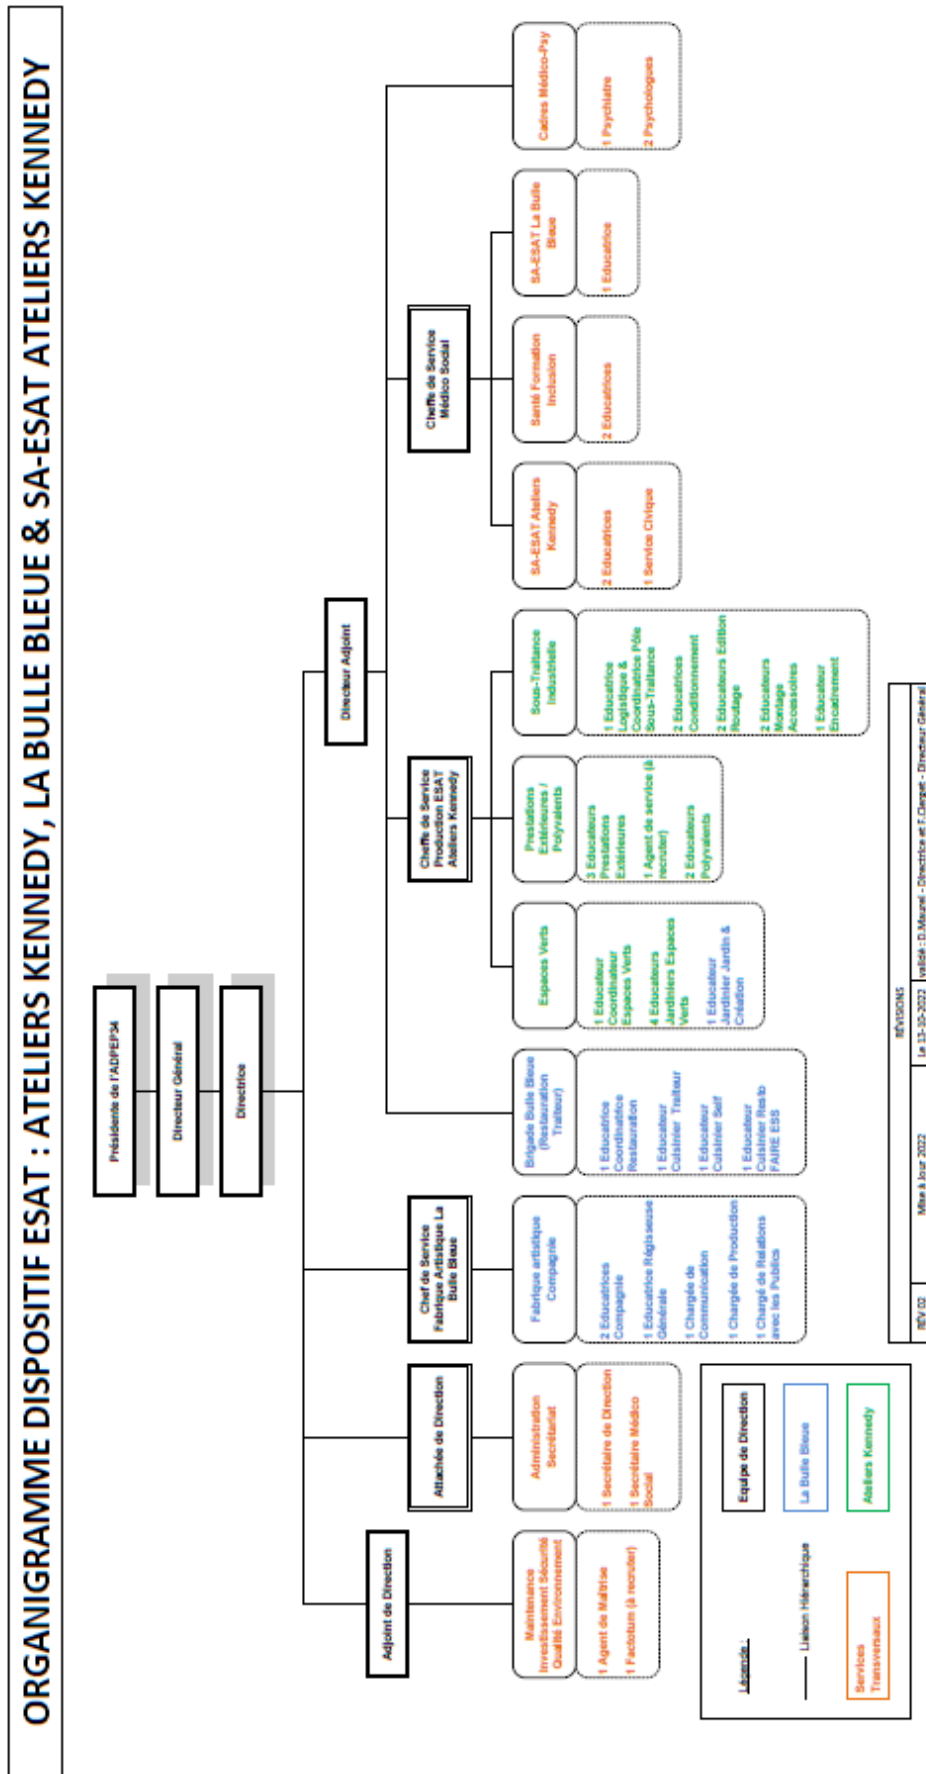 ORGANIGRAMME DISPOSITIF ESAT : ATELIERS KENNEDY, LA BULLE BLEUE & SA-ESAT ATELIERS KENNEDY
Présidente de l'ADPEP34
Directeur Général
Directrice
Adjoint de Direction
Directeur Adjoint
Attachée de Direction
Chef de Service
Fabrique Artistique La
Bulle Bleue
Cheffe de Service
Production ESAT
Ateliers Kennedy
Cheffe de Service
Médico Social
Maintenance
Investissement Sécurité
Qualité Environnement
1 Agent de Maîtrise
1 Factotum (à recruter)
Administration
Secrétariat
1 Secrétaire de Direction
1 Secrétaire Médico
Social
Fabrique artistique
Compagnie
2 Educatrices
Compagnie
1 Educatrice Régisseuse
Générale
1 Chargée de
Communication
1 Chargée de Production
1 Chargé de Relations
avec les Publics
Brigade Bulle Bleue
(Restauration
Traiteur)
1 Educatrice
Coordinatrice
Restauration
1 Educateur
Cuisinier Traiteur
1 Educateur
Cuisinier Self
1 Educateur
Cuisinier Resto
FAIRE ESS
Espaces Verts
1 Educateur
Coordinateur
Espaces Verts
4 Educateurs
Jardiniers Espaces
Verts
1 Educateur
Jardinier Jardin &
Création
Prestations
Extérieures /
Polyvalents
3 Educateurs
Prestations
Extérieures
1 Agent de service (à
recruter)
2 Educateurs
Polyvalents
Sous-Traitance
Industrielle
1 Educatrice
Logistique &
Coordinatrice Pôle
Sous-Traitance
2 Educatrices
Conditionnement
2 Educateurs Edition
Routage
2 Educateurs
Montage
Accessoires
1 Educateur
Encadrement
SA-ESAT Ateliers
Kennedy
2 Educatrices
1 Service Civique
Santé Formation
Inclusion
2 Educatrices
SA-ESAT La Bulle
Bleue
1 Educatrice
Cadres Médico-Psy
1 Psychiatre
2 Psychologues
Légende :
Equipe de Direction
Liaison Hiérarchique
La Bulle Bleue
Services
Transversaux
Ateliers Kennedy
RÉVISIONS
REV 02
Mise à jour 2022
Le 13-10-2022
validé : D.Maurel - Directrice et F.Clerget - Directeur Général